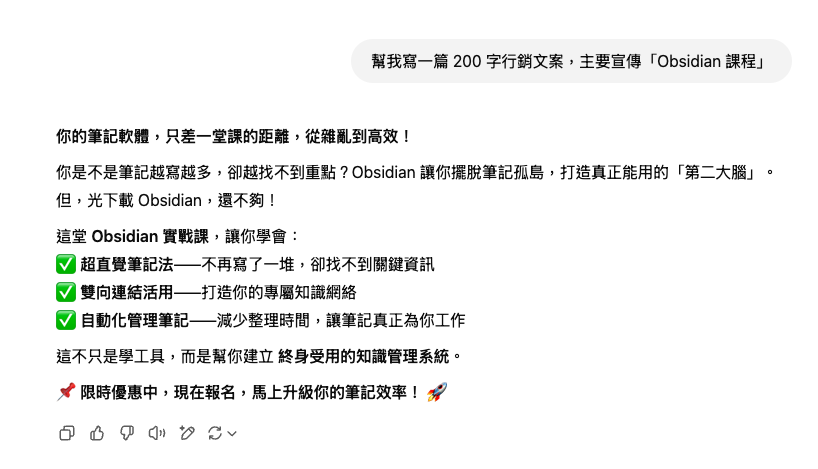 幫我寫一篇 200 字行銷文案，主要宣傳「Obsidian 課程」
你的筆記軟體，只差一堂課的距離，從雜亂到高效！
你是不是筆記越寫越多，卻越找不到重點？Obsidian 讓你擺脫筆記孤島，打造真正能用的「第二大腦」。
但，光下載 Obsidian，還不夠！
這堂 Obsidian 實戰課，讓你學會：
✅ 超直覺筆記法——不再寫了一堆，卻找不到關鍵資訊
✅ 雙向連結活用——打造你的專屬知識網絡
✅ 自動化管理筆記——減少整理時間，讓筆記真正為你工作
這不只是學工具，而是幫你建立 終身受用的知識管理系統。
📌 限時優惠中，現在報名，馬上升級你的筆記效率！ 🚀